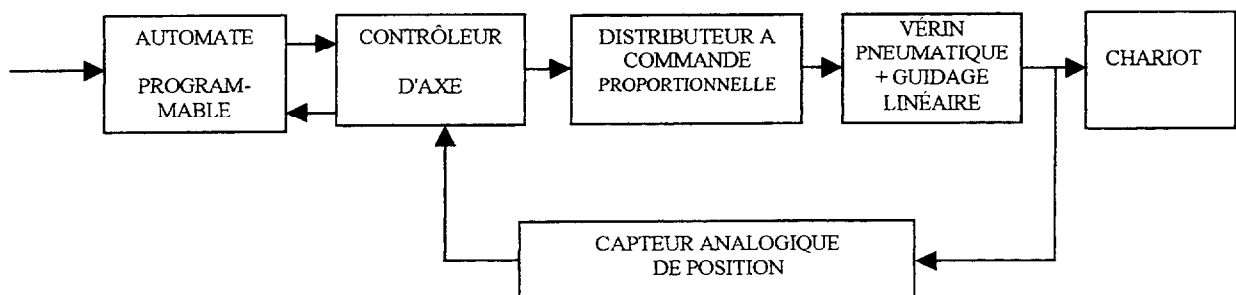 AUTOMATE
PROGRAM-
MABLE
CONTRÔLEUR
D'AXE
DISTRIBUTEUR A
COMMANDE
PROPORTIONNELLE
VÉRIN
PNEUMATIQUE
+ GUIDAGE
LINÉAIRE
CHARIOT
CAPTEUR ANALOGIQUE
DE POSITION